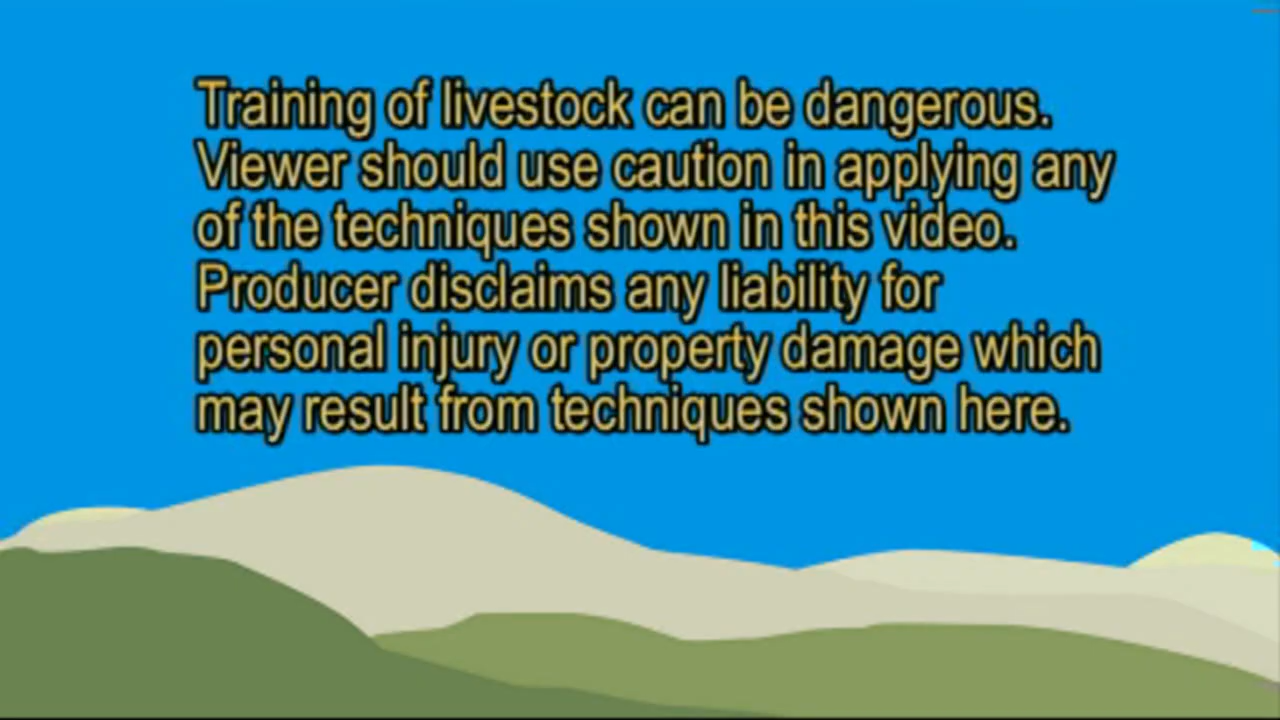 Training of livestock can be dangerous.
Viewer should use caution in applying any
of the techniques shown in this video.
Producer disclaims any liability for
personal injury or property damage which
may result from techniques shown here.